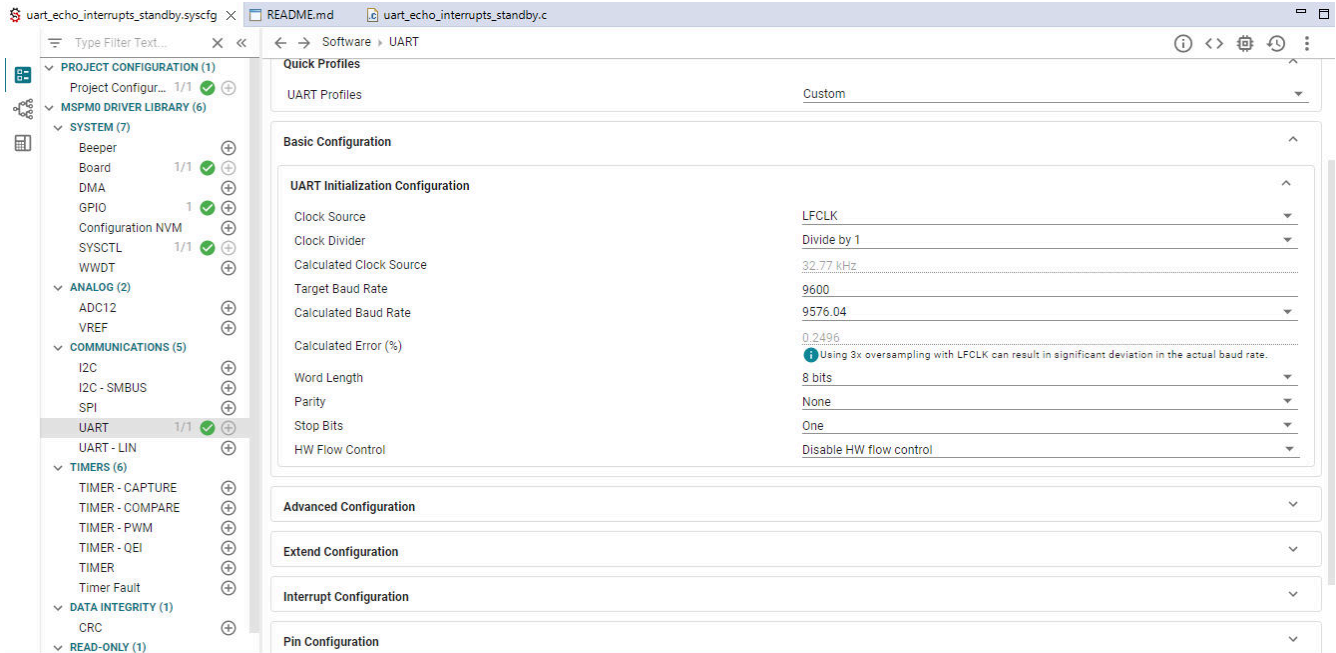 uart_echo_interrupts_standby.syscfg
README.md
uart_echo_interrupts_standby.c
Type Filter Text...
Software › UART
PROJECT CONFIGURATION (1)
Project Configur... 1/1
MSPM0 DRIVER LIBRARY (6)
SYSTEM (7)
Beeper
Board 1/1
DMA
GPIO 1
Configuration NVM
SYSCTL 1/1
WWDT
ANALOG (2)
ADC12
VREF
COMMUNICATIONS (5)
I2C
I2C - SMBUS
SPI
UART 1/1
UART - LIN
TIMERS (6)
TIMER - CAPTURE
TIMER - COMPARE
TIMER - PWM
TIMER - QEI
TIMER
Timer Fault
DATA INTEGRITY (1)
CRC
READ-ONLY (1)
Quick Profiles
UART Profiles Custom
Basic Configuration
UART Initialization Configuration
Clock Source LFCLK
Clock Divider Divide by 1
Calculated Clock Source 32.77 kHz
Target Baud Rate 9600
Calculated Baud Rate 9576.04
Calculated Error (%) 0.2496
Using 3x oversampling with LFCLK can result in significant deviation in the actual baud rate.
Word Length 8 bits
Parity None
Stop Bits One
HW Flow Control Disable HW flow control
Advanced Configuration
Extend Configuration
Interrupt Configuration
Pin Configuration